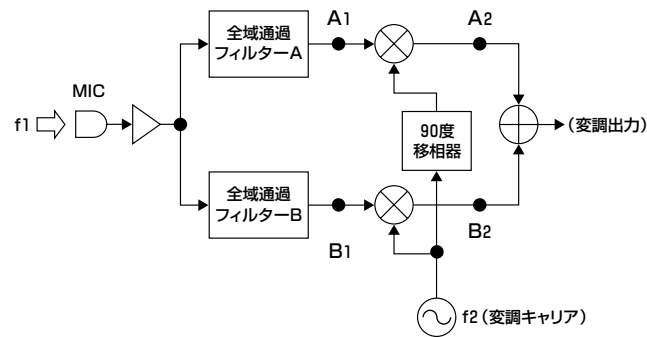 A1
A2
全域通過
フィルターA
MIC
f1
90度
移相器
(変調出力)
全域通過
フィルターB
B1
B2
f2(変調キャリア)